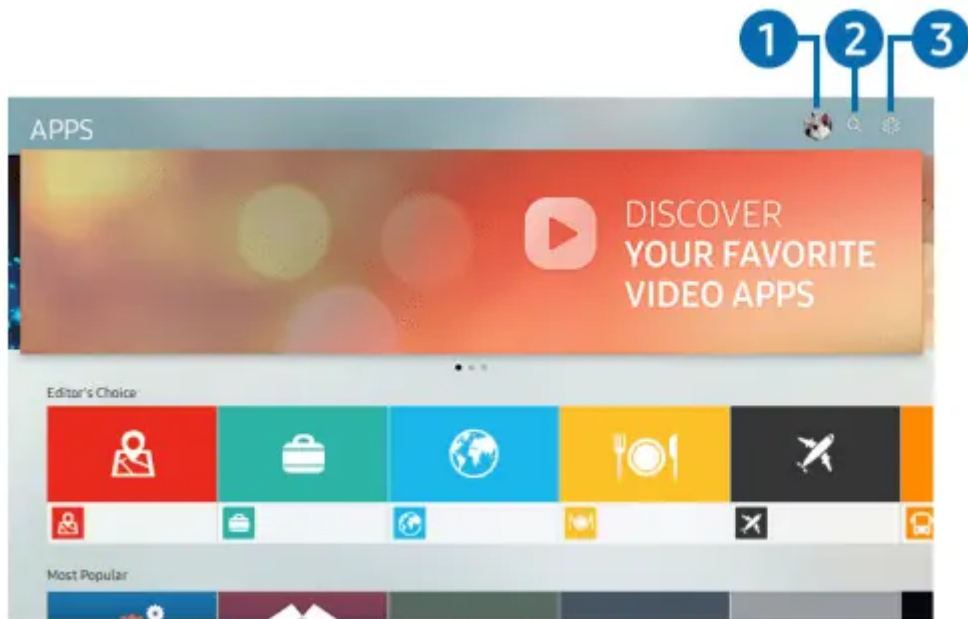 1 2 3
APPS
DISCOVER
YOUR FAVORITE
VIDEO APPS
Editor's Choice
Most Popular